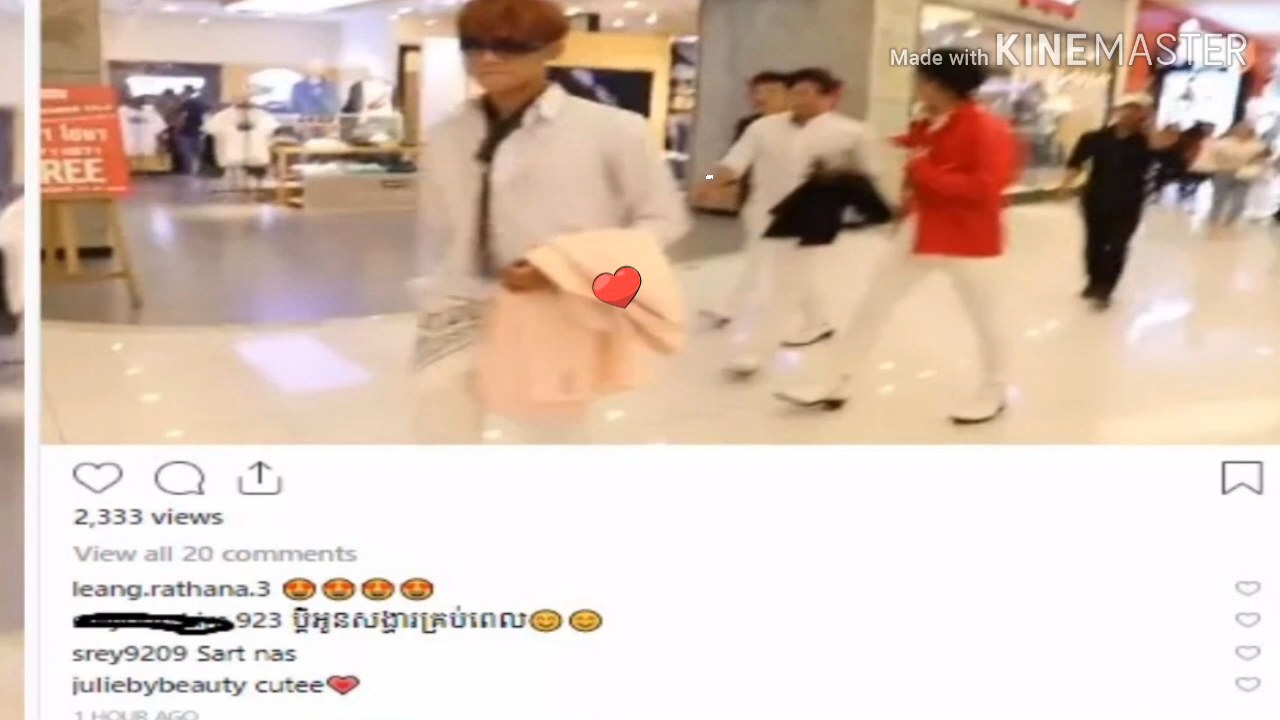 Made with KINEMASTER
FREE
2,333 views
View all 20 comments
leang.rathana.3 😍😍😍😍
923 ប្ដីអូនសង្ហារគ្រប់ពេល😊😊
srey9209 Sart nas
juliebybeauty cutee❤
1 HOUR AGO